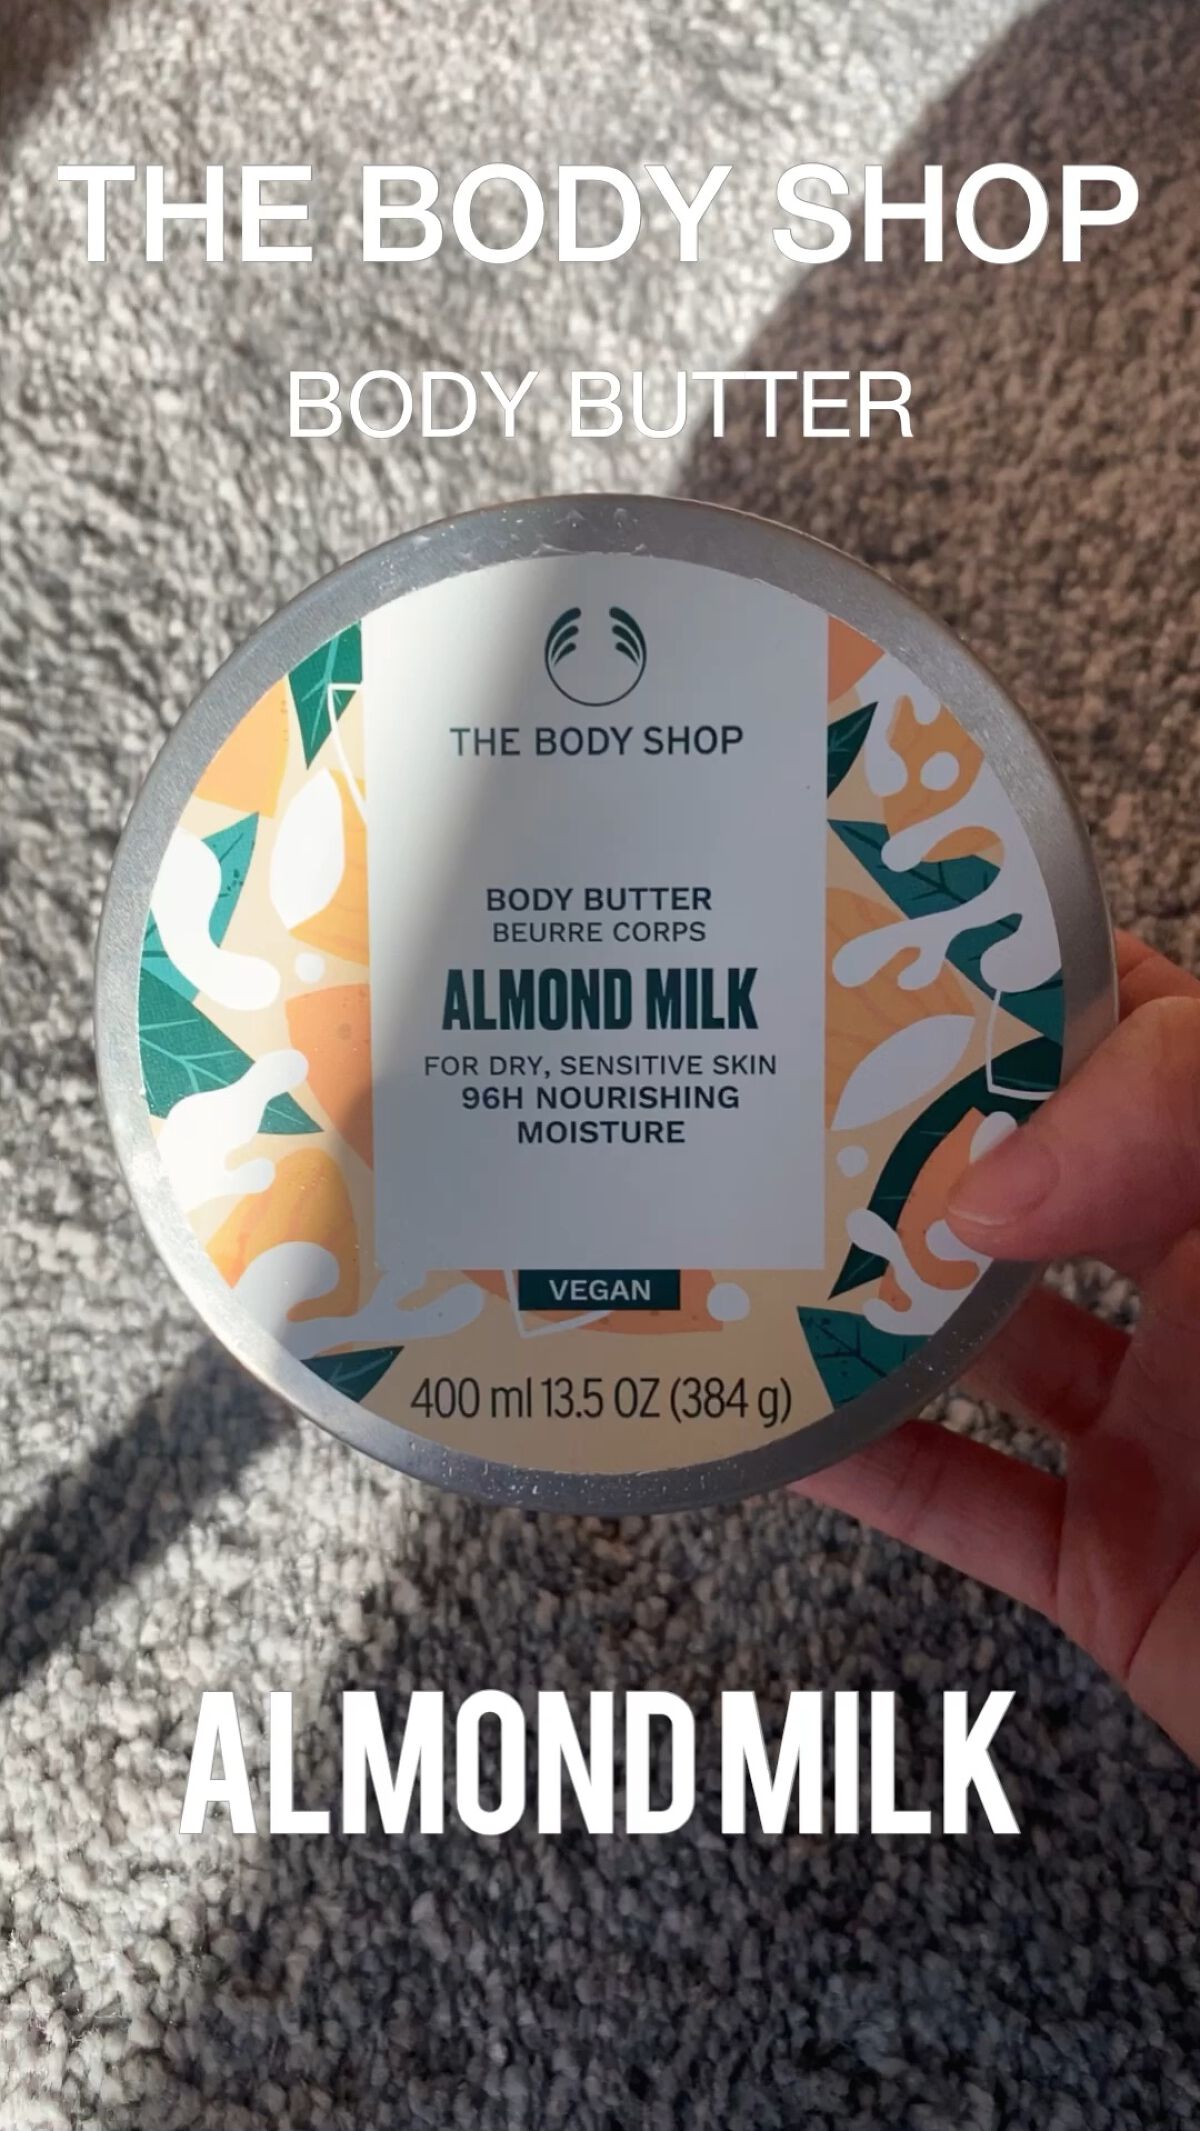 THE BODY SHOP
BODY BUTTER
THE BODY SHOP
BODY BUTTER
BEURRE CORPS
ALMOND MILK
FOR DRY, SENSITIVE SKIN
96H NOURISHING
MOISTURE
VEGAN
400 ml 13.5 OZ (384 g)
ALMOND MILK